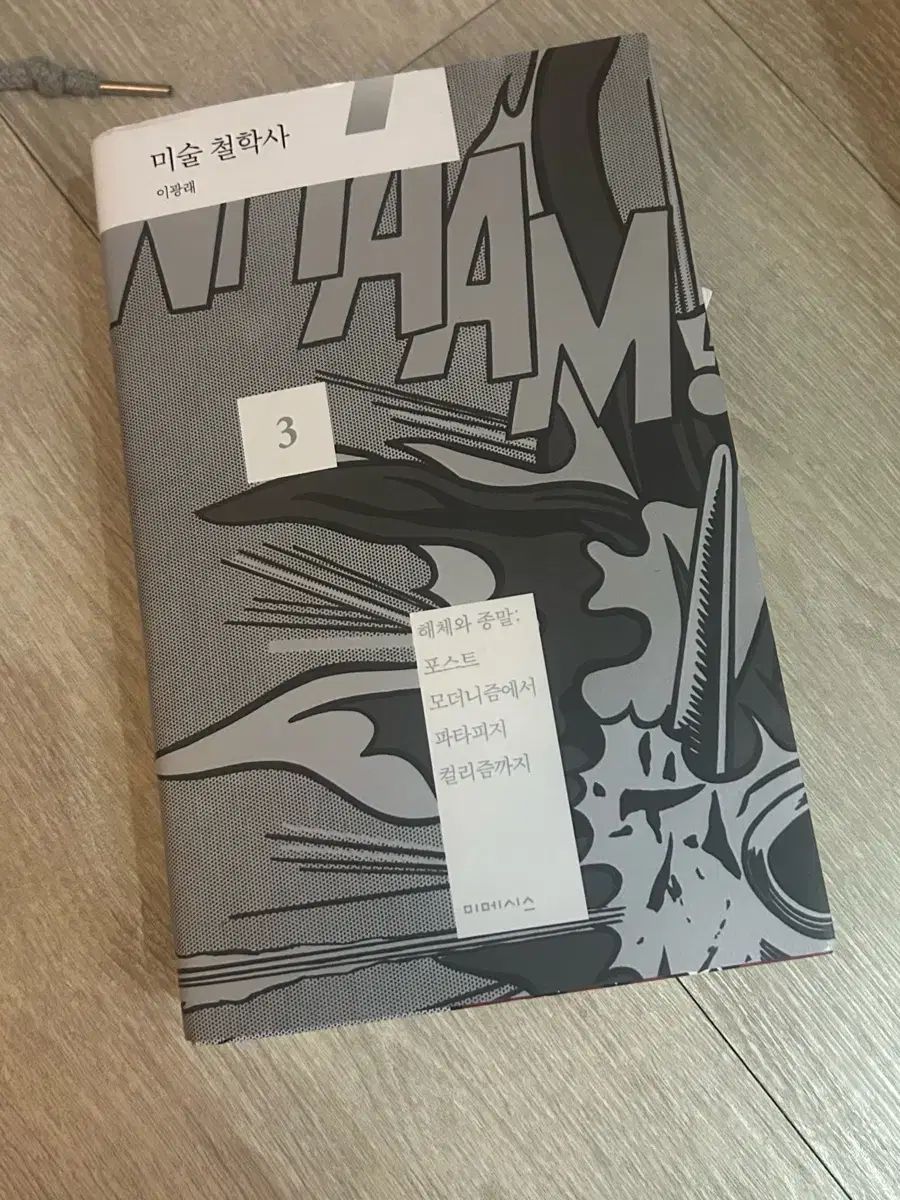 미술 철학사
이광래
WHAAM!
3
해체와 종말:
포스트
모더니즘에서
파타피지
컬리즘까지
미메시스